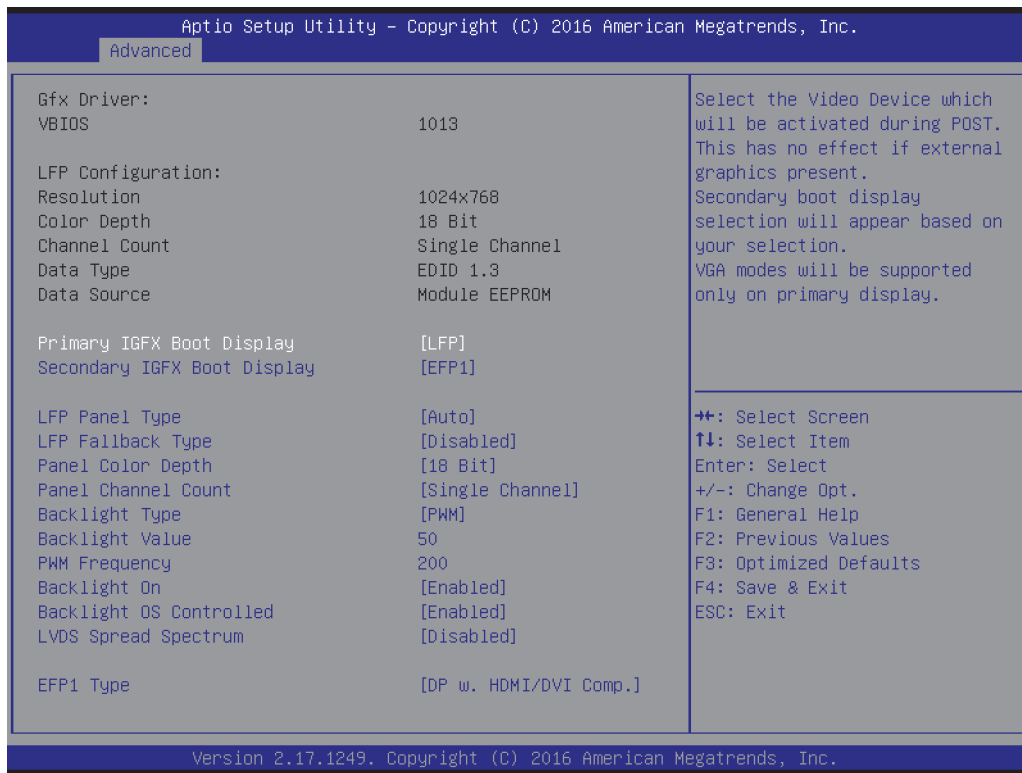 Aptio Setup Utility – Copyright (C) 2016 American Megatrends, Inc.
Advanced
Gfx Driver:
VBIOS 1013
LFP Configuration:
Resolution 1024x768
Color Depth 18 Bit
Channel Count Single Channel
Data Type EDID 1.3
Data Source Module EEPROM
Primary IGFX Boot Display [LFP]
Secondary IGFX Boot Display [EFP1]
LFP Panel Type [Auto]
LFP Fallback Type [Disabled]
Panel Color Depth [18 Bit]
Panel Channel Count [Single Channel]
Backlight Type [PWM]
Backlight Value 50
PWM Frequency 200
Backlight On [Enabled]
Backlight OS Controlled [Enabled]
LVDS Spread Spectrum [Disabled]
EFP1 Type [DP w. HDMI/DVI Comp.]
Select the Video Device which
will be activated during POST.
This has no effect if external
graphics present.
Secondary boot display
selection will appear based on
your selection.
VGA modes will be supported
only on primary display.
→←: Select Screen
↑↓: Select Item
Enter: Select
+/-: Change Opt.
F1: General Help
F2: Previous Values
F3: Optimized Defaults
F4: Save & Exit
ESC: Exit
Version 2.17.1249. Copyright (C) 2016 American Megatrends, Inc.